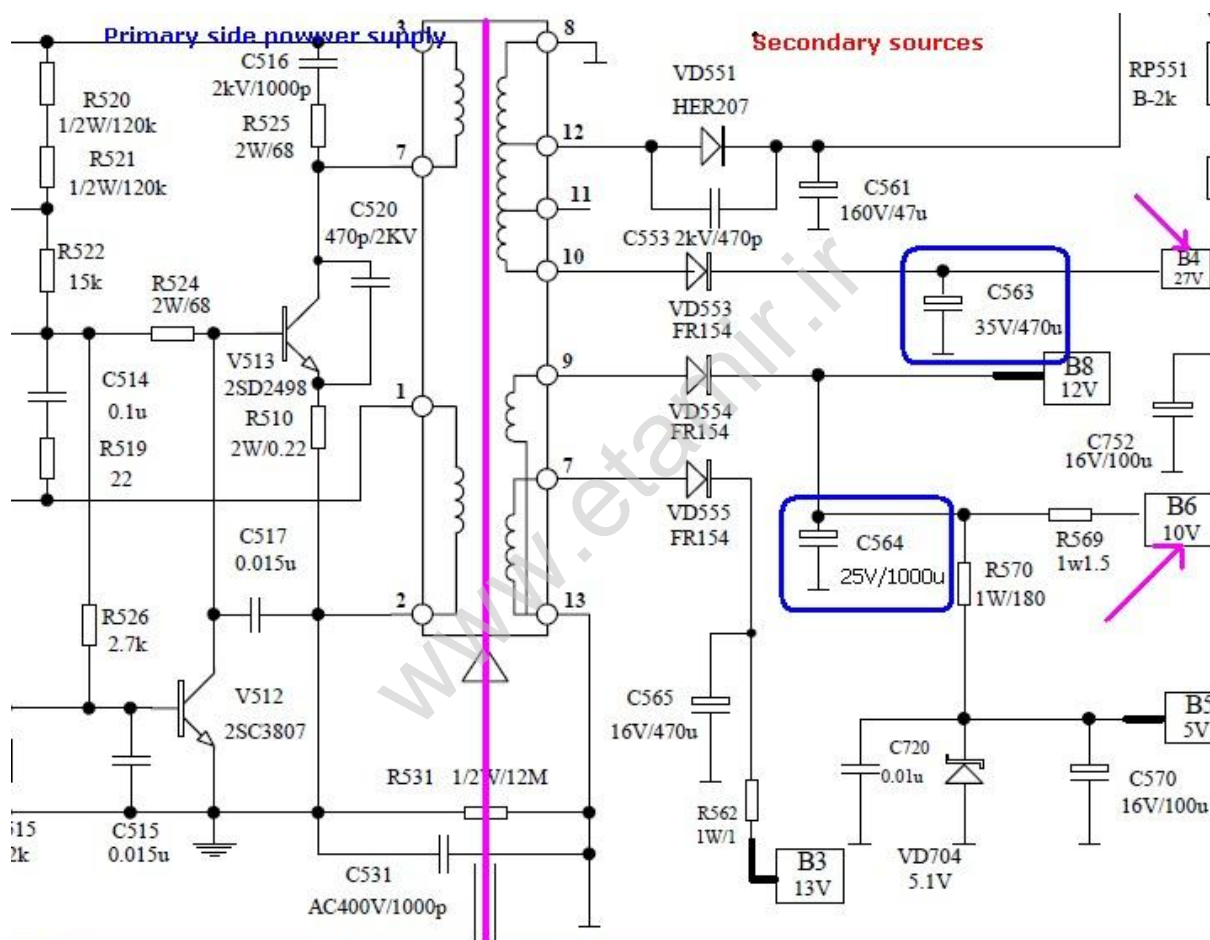 Primary side powwer supply
Secondary sources
3
8
C516
2kV/1000p
R520
1/2W/120k
R525
2W/68
R521
1/2W/120k
7
12
11
10
VD551
HER207
RP551
B-2k
C561
160V/47u
C553 2kV/470p
C520
470p/2KV
R522
15k
R524
2W/68
V513
2SD2498
VD553
FR154
C563
35V/470u
B4
27V
C514
0.1u
R519
22
R510
2W/0.22
1
9
7
VD554
FR154
B8
12V
C752
16V/100u
VD555
FR154
C564
25V/1000u
R569
1w1.5
B6
10V
R570
1W/180
C517
0.015u
2
13
R526
2.7k
V512
2SC3807
C565
16V/470u
B5
5V
C720
0.01u
C570
16V/100u
R531 1/2W/12M
515
2k
C515
0.015u
R562
1W/1
VD704
5.1V
C531
AC400V/1000p
B3
13V
www.etamir.ir